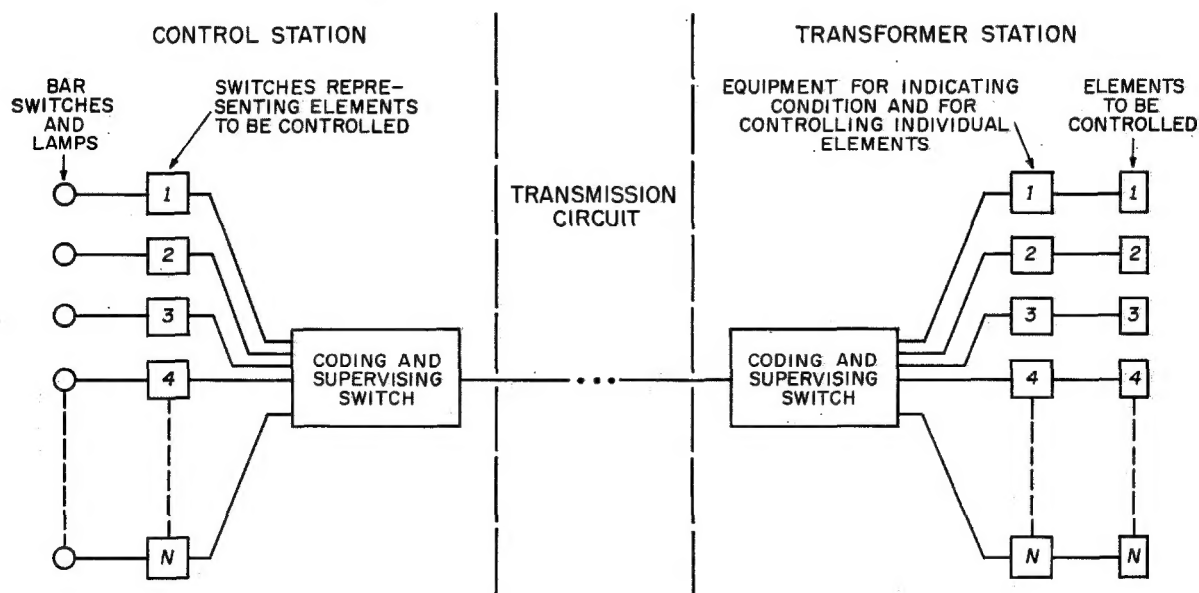 CONTROL STATION
BAR
SWITCHES
AND
LAMPS
SWITCHES REPRE-
SENTING ELEMENTS
TO BE CONTROLLED
1
2
3
4
N
CODING AND
SUPERVISING
SWITCH
TRANSMISSION
CIRCUIT
TRANSFORMER STATION
EQUIPMENT FOR INDICATING
CONDITION AND FOR
CONTROLLING INDIVIDUAL
ELEMENTS
ELEMENTS
TO BE
CONTROLLED
CODING AND
SUPERVISING
SWITCH
1
2
3
4
N
1
2
3
4
N